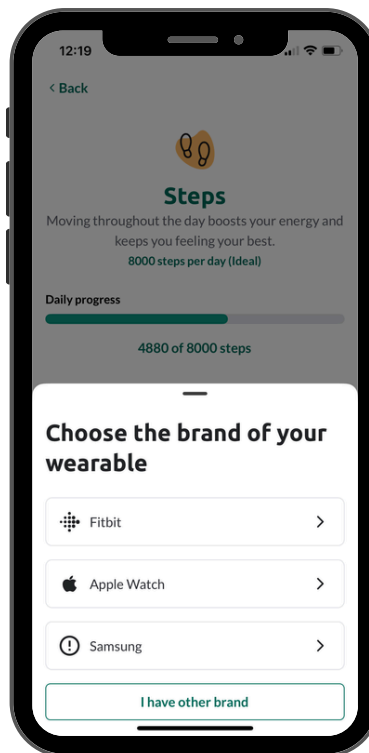 12:19
< Back
Steps
Moving throughout the day boosts your energy and
keeps you feeling your best.
8000 steps per day (Ideal)
Daily progress
4880 of 8000 steps
Choose the brand of your
wearable
Fitbit
Apple Watch
Samsung
I have other brand